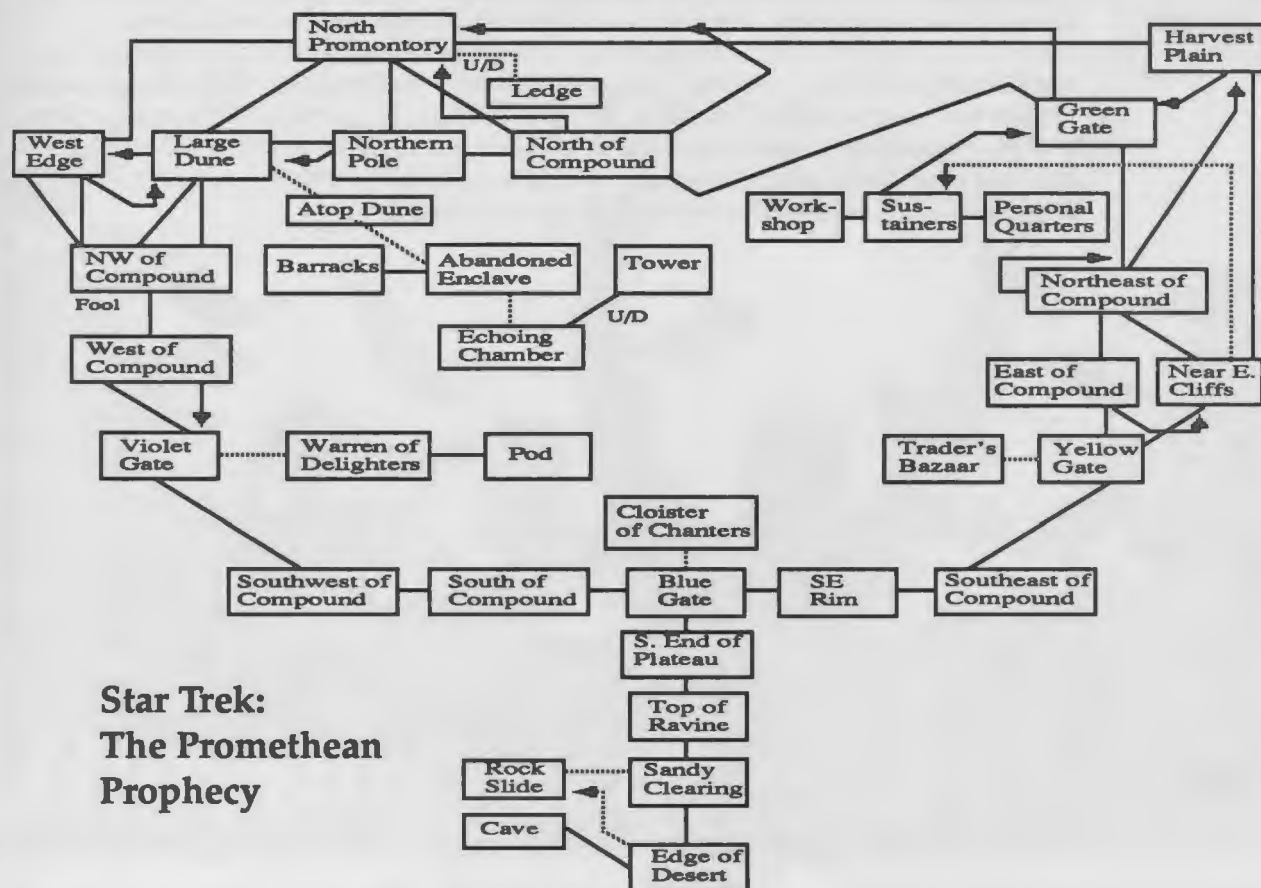 North
Promontory
Harvest
Plain
U/D
Ledge
Green
Gate
West
Edge
Large
Dune
Northern
Pole
North of
Compound
Atop Dune
Work-
shop
Sus-
tainers
Personal
Quarters
NW of
Compound
Fool
Barracks
Abandoned
Enclave
Tower
Northeast of
Compound
U/D
Echoing
Chamber
West of
Compound
East of
Compound
Near E.
Cliffs
Violet
Gate
Warren of
Delighters
Pod
Trader's
Bazaar
Yellow
Gate
Cloister
of Chanters
Southwest of
Compound
South of
Compound
Blue
Gate
SE
Rim
Southeast of
Compound
S. End of
Plateau
Top of
Ravine
Star Trek:
The Promethean
Prophecy
Rock
Slide
Sandy
Clearing
Cave
Edge of
Desert